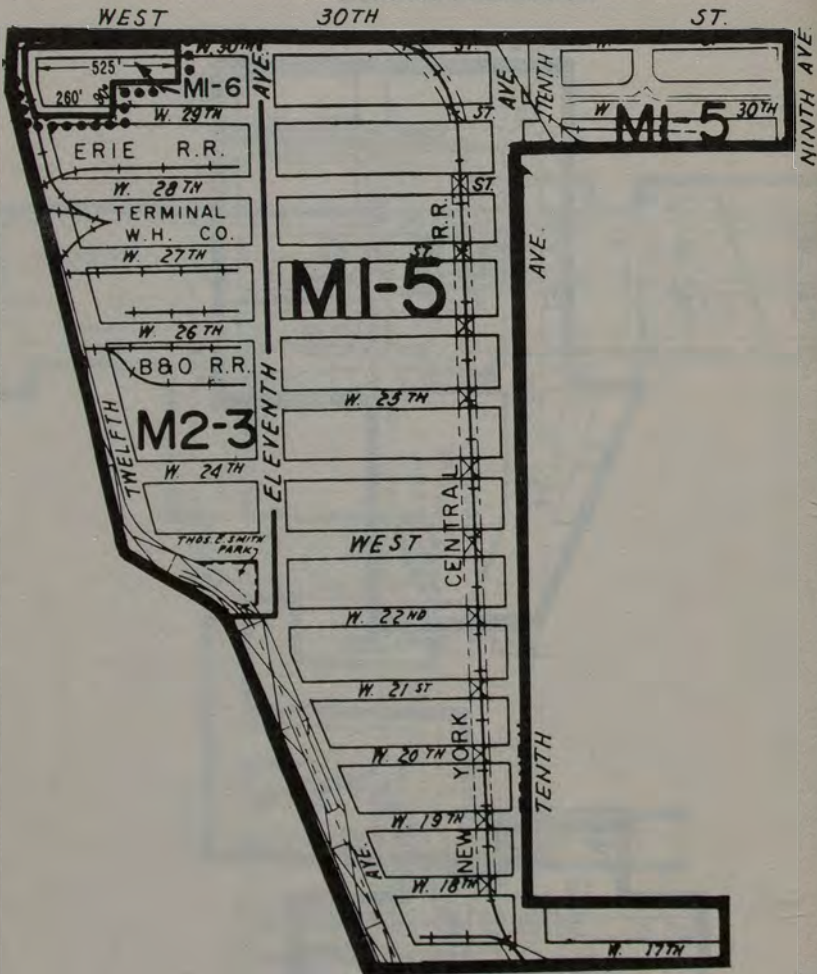 WEST 30TH ST.
W. 30TH ST.
525'
260'
90'
M1-6
W. 29TH ST.
ERIE R.R.
W. 28TH ST.
TERMINAL
W.H. CO.
W. 27TH ST.
W. 26TH
B&O R.R.
M2-3
M1-5
W. 25TH
W. 24TH
THOS. E. SMITH
PARK
WEST
W. 22ND
W. 21ST
W. 20TH
W. 19TH
W. 18TH
W. 17TH
TWELFTH
AVE.
ELEVENTH
AVE.
NEW YORK CENTRAL R.R.
TENTH
AVE.
TENTH
AVE.
W. 30TH
M1-5
NINTH AVE.